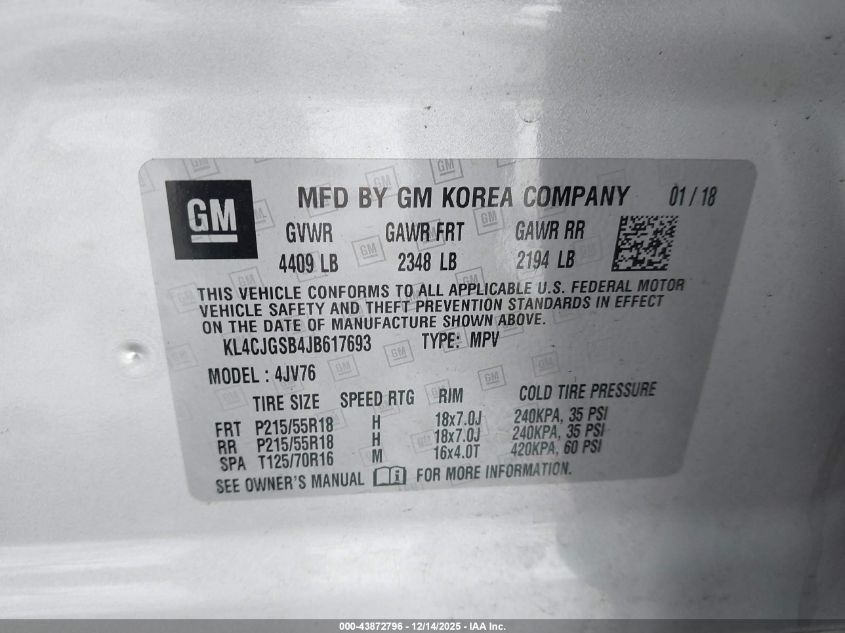 GM
MFD BY GM KOREA COMPANY 01/18
GVWR GAWR FRT GAWR RR
4409 LB 2348 LB 2194 LB
THIS VEHICLE CONFORMS TO ALL APPLICABLE U.S. FEDERAL MOTOR
VEHICLE SAFETY AND THEFT PREVENTION STANDARDS IN EFFECT
ON THE DATE OF MANUFACTURE SHOWN ABOVE.
KL4CJGSB4JB617693 TYPE: MPV
MODEL : 4JV76
TIRE SIZE SPEED RTG RIM COLD TIRE PRESSURE
FRT P215/55R18 H 18x7.0J 240KPA, 35 PSI
RR P215/55R18 H 18x7.0J 240KPA, 35 PSI
SPA T125/70R16 M 16x4.0T 420KPA, 60 PSI
SEE OWNER'S MANUAL i FOR MORE INFORMATION.
000-43872796 - 12/14/2025 - IAA Inc.